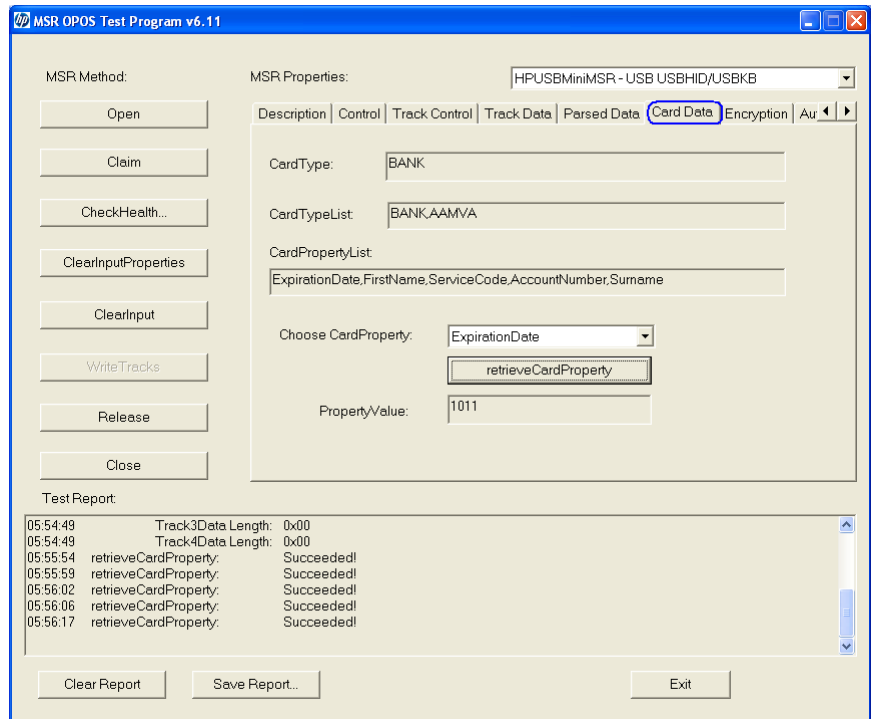 MSR OPOS Test Program v6.11
MSR Method:
MSR Properties:
HPUSBMiniMSR - USB USBHID/USBKB
Open
Claim
CheckHealth...
ClearInputProperties
ClearInput
WriteTracks
Release
Close
Description Control Track Control Track Data Parsed Data Card Data Encryption Au
CardType: BANK
CardTypeList: BANK,AAMVA
CardPropertyList:
ExpirationDate,FirstName,ServiceCode,AccountNumber,Surname
Choose CardProperty: ExpirationDate
retrieveCardProperty
PropertyValue: 1011
Test Report:
05:54:49 Track3Data Length: 0x00
05:54:49 Track4Data Length: 0x00
05:55:54 retrieveCardProperty: Succeeded!
05:55:59 retrieveCardProperty: Succeeded!
05:56:02 retrieveCardProperty: Succeeded!
05:56:06 retrieveCardProperty: Succeeded!
05:56:17 retrieveCardProperty: Succeeded!
Clear Report Save Report... Exit